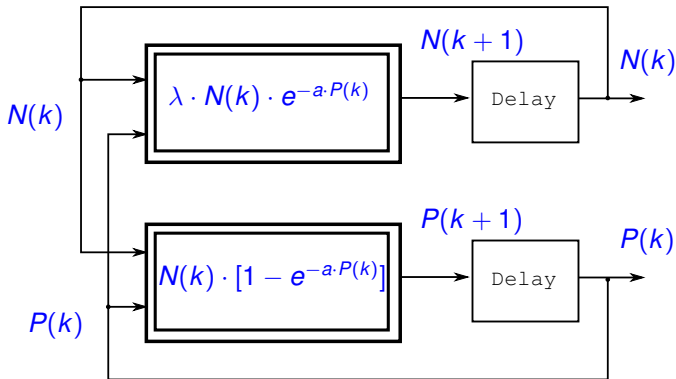 N(k + 1)
N(k)
λ · N(k) · e^{−a·P(k)}
Delay
N(k)
P(k + 1)
P(k)
N(k) · [1 − e^{−a·P(k)}]
Delay
P(k)